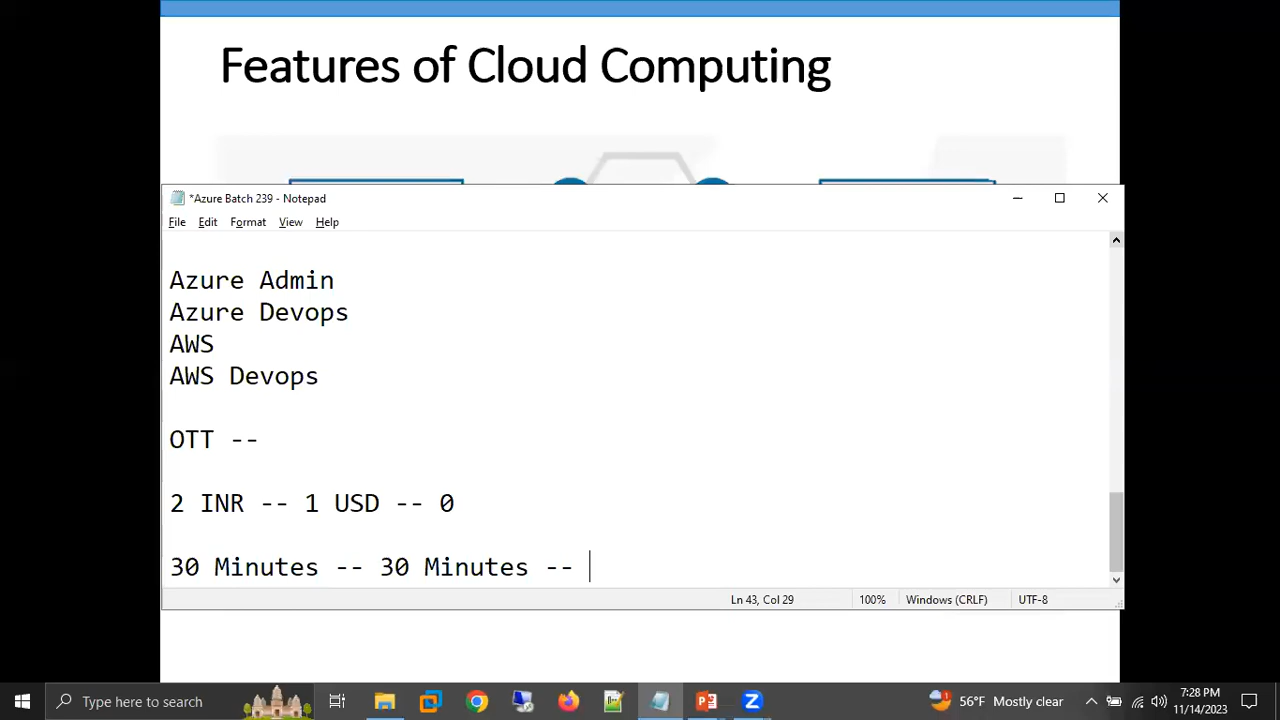 Features of Cloud Computing
*Azure Batch 239 - Notepad
File Edit Format View Help
Azure Admin
Azure Devops
AWS
AWS Devops
OTT --
2 INR -- 1 USD -- 0
30 Minutes -- 30 Minutes --
Ln 43, Col 29 100% Windows (CRLF) UTF-8
Type here to search
56°F Mostly clear
7:28 PM
11/14/2023